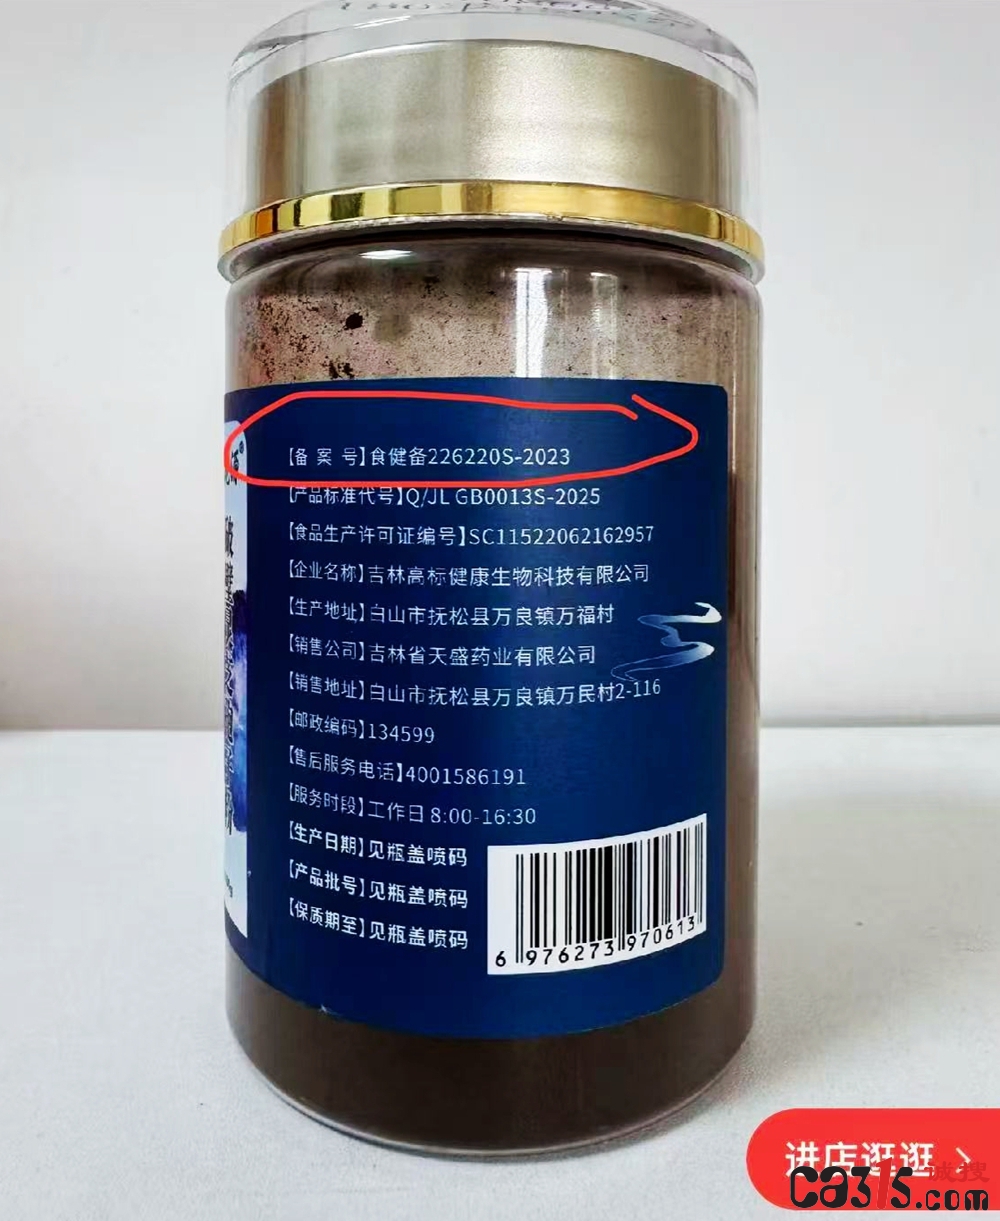 【备 案 号】食健备226220S-2023
【产品标准代号】Q/JL GB0013S-2025
【食品生产许可证编号】SC11522062162957
【企业名称】吉林高标健康生物科技有限公司
【生产地址】白山市抚松县万良镇万福村
【销售公司】吉林省天盛药业有限公司
【销售地址】白山市抚松县万良镇万民村2-116
【邮政编码】134599
【售后服务电话】4001586191
【服务时段】工作日 8:00-16:30
【生产日期】见瓶盖喷码
【产品批号】见瓶盖喷码
【保质期至】见瓶盖喷码
6 976273 970613
进店逛逛 >
诚搜
ca315.com